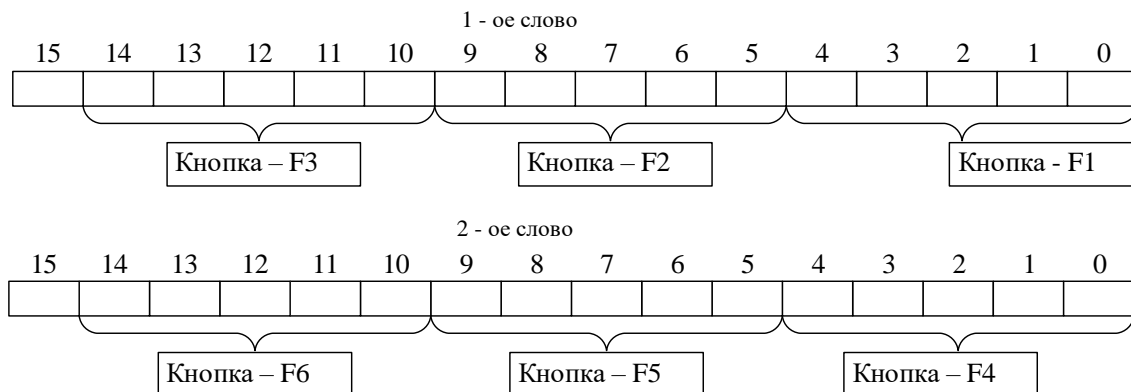 1 - ое слово
15 14 13 12 11 10 9 8 7 6 5 4 3 2 1 0
Кнопка – F3 Кнопка – F2 Кнопка - F1
2 - ое слово
15 14 13 12 11 10 9 8 7 6 5 4 3 2 1 0
Кнопка – F6 Кнопка – F5 Кнопка – F4